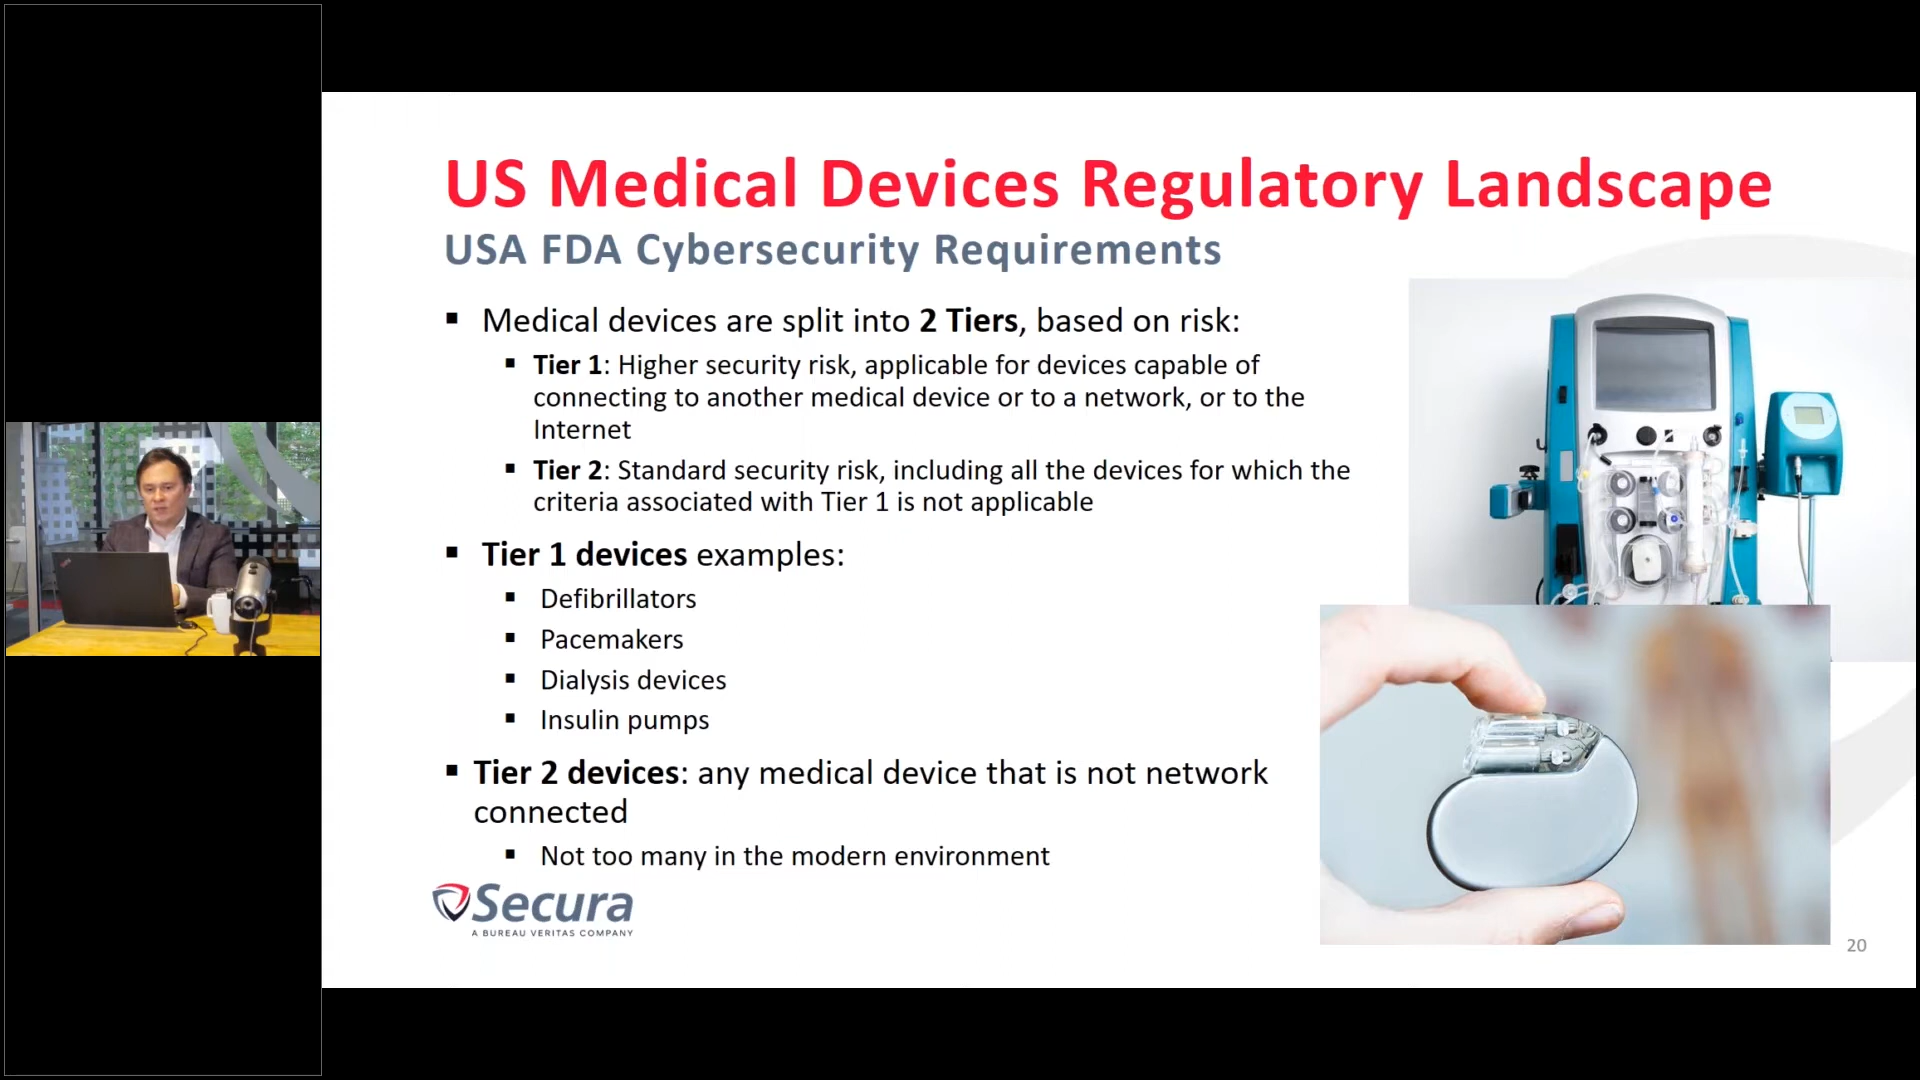 US Medical Devices Regulatory Landscape
USA FDA Cybersecurity Requirements
▪ Medical devices are split into 2 Tiers, based on risk:
▪ Tier 1: Higher security risk, applicable for devices capable of
connecting to another medical device or to a network, or to the
Internet
▪ Tier 2: Standard security risk, including all the devices for which the
criteria associated with Tier 1 is not applicable
▪ Tier 1 devices examples:
▪ Defibrillators
▪ Pacemakers
▪ Dialysis devices
▪ Insulin pumps
▪ Tier 2 devices: any medical device that is not network
connected
▪ Not too many in the modern environment
Secura
A BUREAU VERITAS COMPANY
20